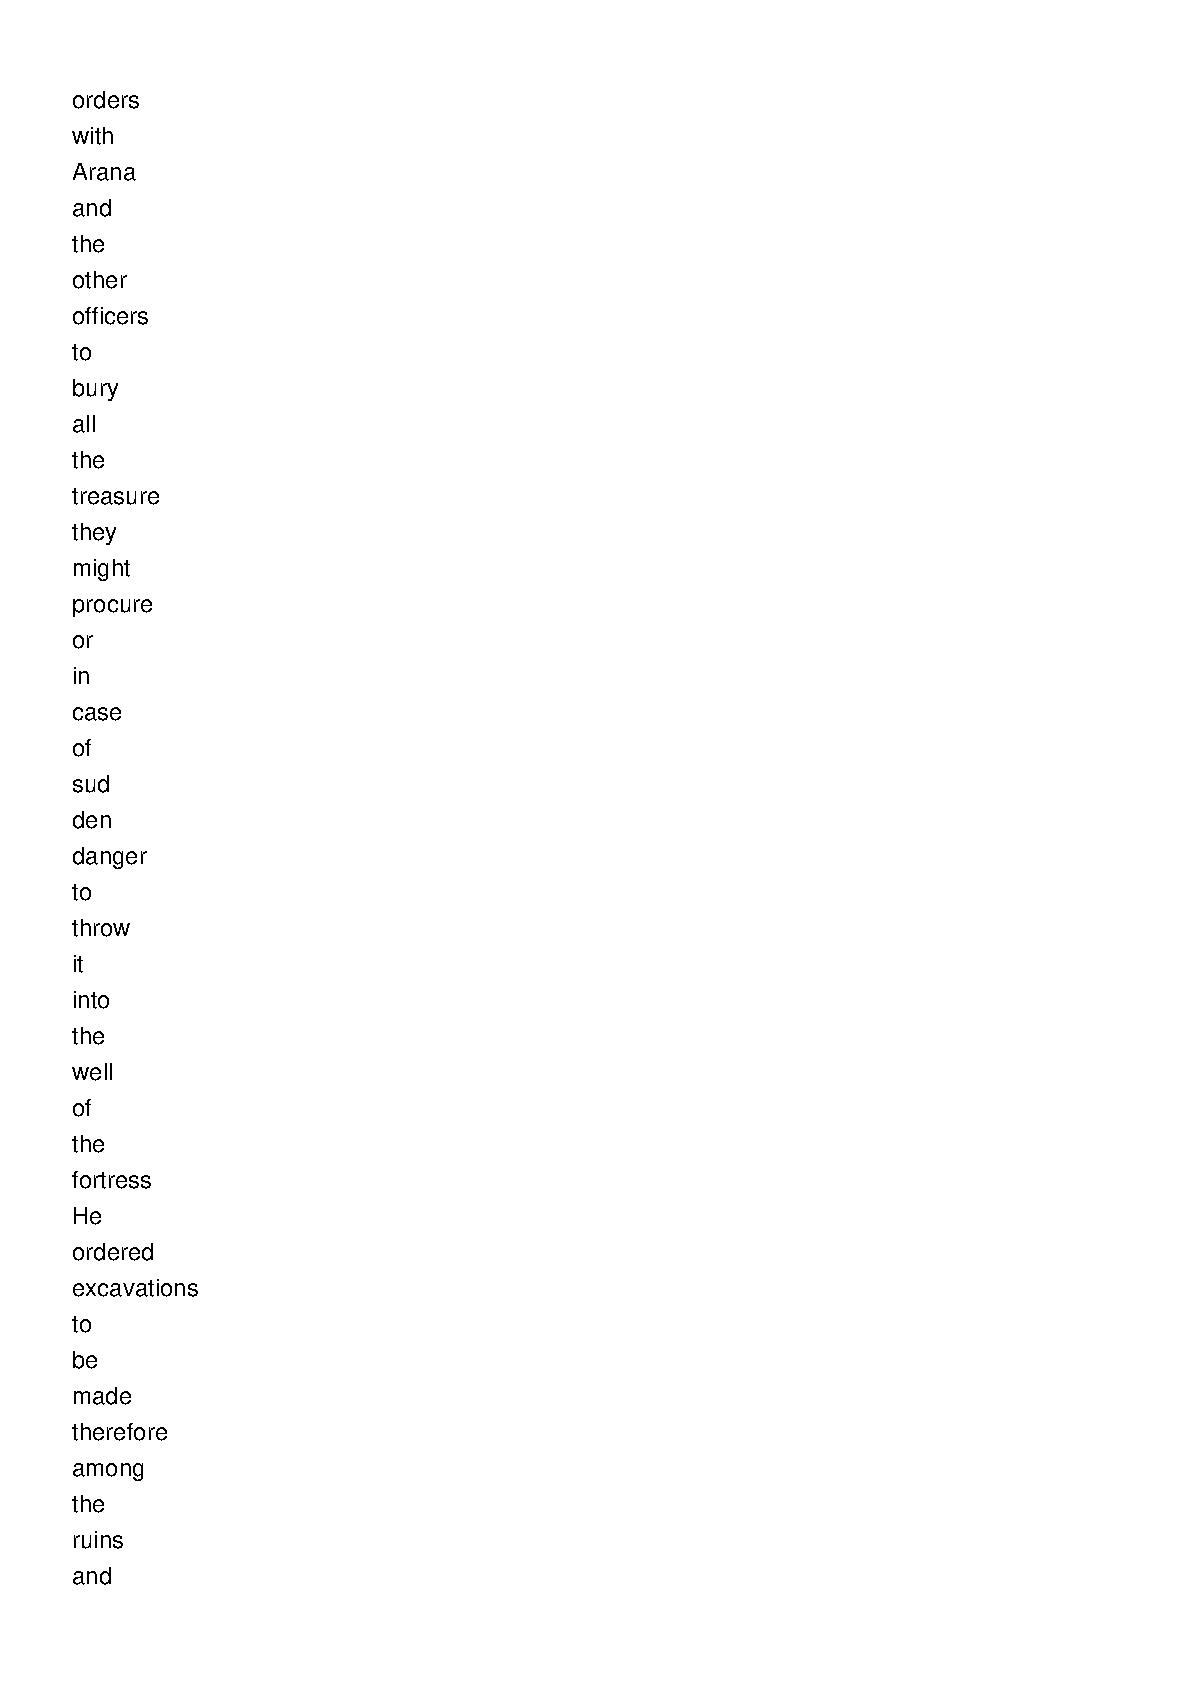 orders
with
Arana
and
the
other
officers
to
bury
all
the
treasure
they
might
procure
or
in
case
of
sud
den
danger
to
throw
it
into
the
well
of
the
fortress
He
ordered
excavations
to
be
made
therefore
among
the
ruins
and